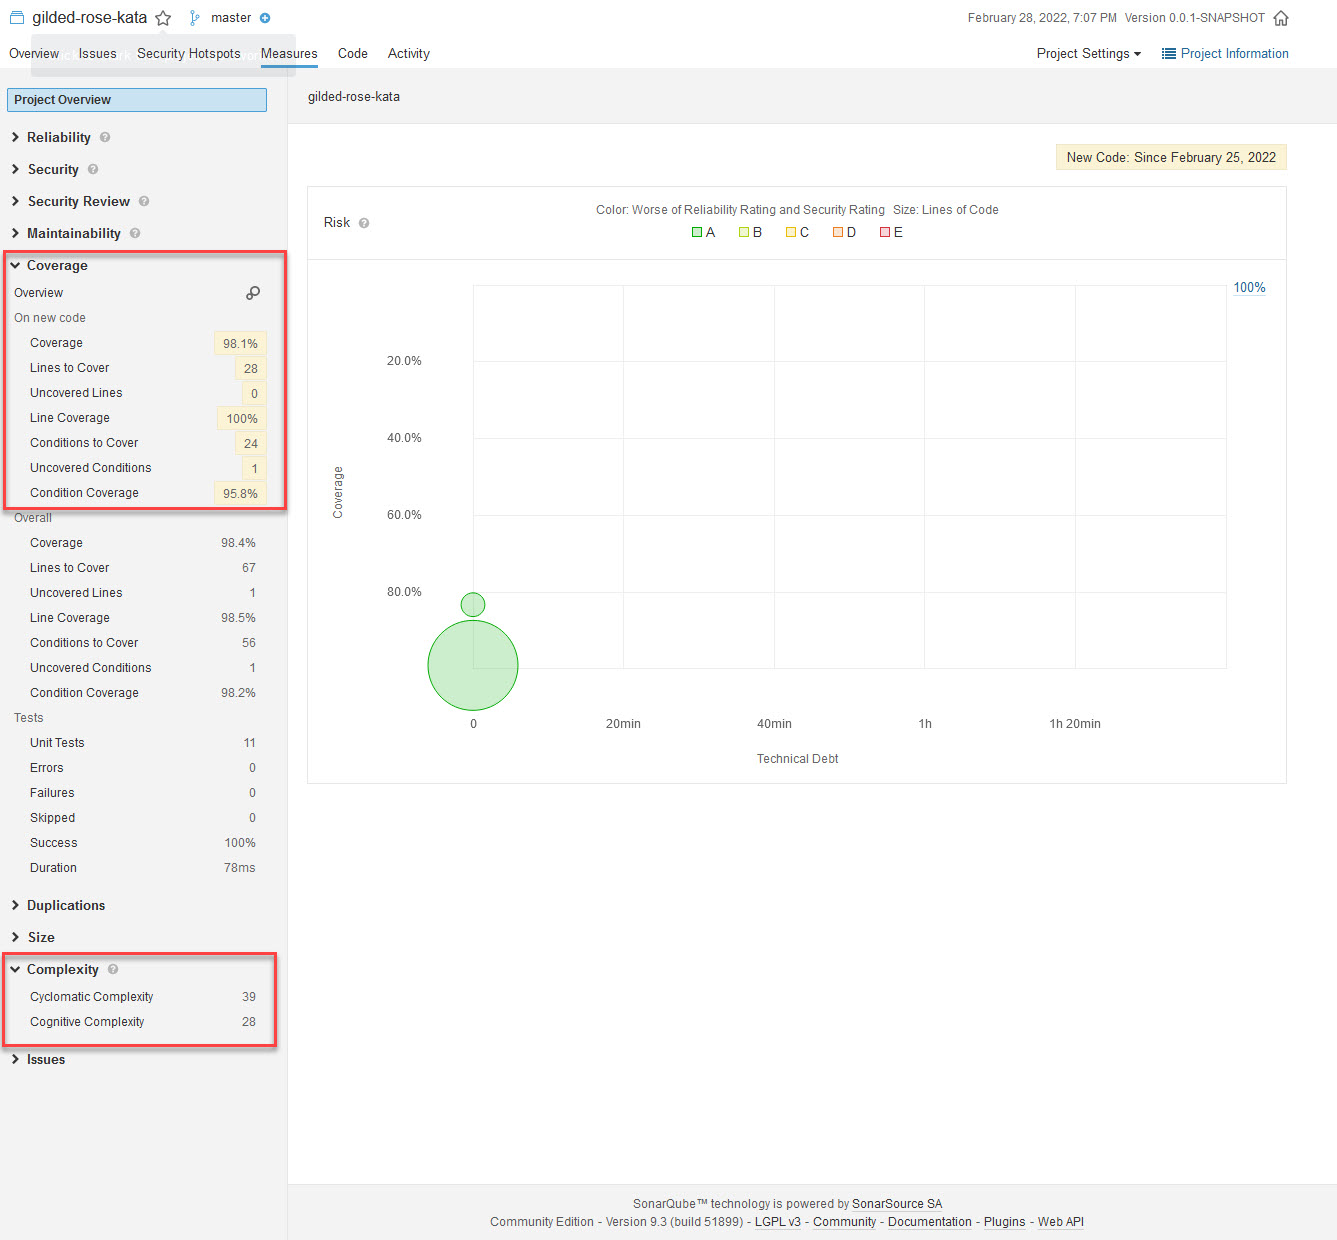 gilded-rose-kata master February 28, 2022, 7:07 PM Version 0.0.1-SNAPSHOT
Overview Issues Security Hotspots Measures Code Activity Project Settings Project Information
Project Overview
gilded-rose-kata
Reliability
Security
Security Review
Maintainability
Coverage
Overview
On new code
Coverage 98.1%
Lines to Cover 28
Uncovered Lines 0
Line Coverage 100%
Conditions to Cover 24
Uncovered Conditions 1
Condition Coverage 95.8%
Overall
Coverage 98.4%
Lines to Cover 67
Uncovered Lines 1
Line Coverage 98.5%
Conditions to Cover 56
Uncovered Conditions 1
Condition Coverage 98.2%
Tests
Unit Tests 11
Errors 0
Failures 0
Skipped 0
Success 100%
Duration 78ms
Duplications
Size
Complexity
Cyclomatic Complexity 39
Cognitive Complexity 28
Issues
New Code: Since February 25, 2022
Risk
Color: Worse of Reliability Rating and Security Rating Size: Lines of Code
A B C D E
100%
20.0%
40.0%
60.0%
80.0%
Coverage
0 20min 40min 1h 1h 20min
Technical Debt
SonarQube™ technology is powered by SonarSource SA
Community Edition - Version 9.3 (build 51899) - LGPL v3 - Community - Documentation - Plugins - Web API